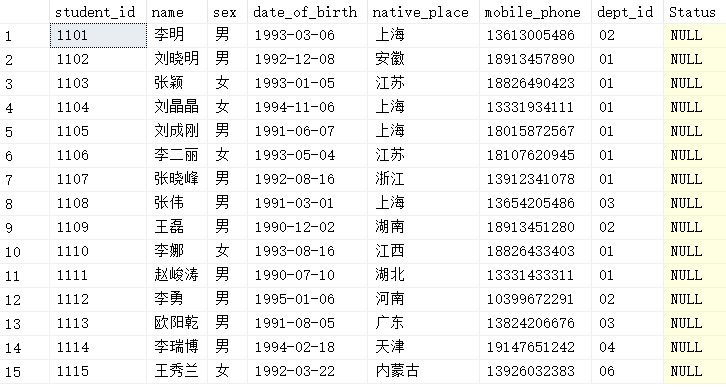 student_id name sex date_of_birth native_place mobile_phone dept_id Status
1 1101 李明 男 1993-03-06 上海 13613005486 02 NULL
2 1102 刘晓明 男 1992-12-08 安徽 18913457890 01 NULL
3 1103 张颖 女 1993-01-05 江苏 18826490423 01 NULL
4 1104 刘晶晶 女 1994-11-06 上海 13331934111 01 NULL
5 1105 刘成刚 男 1991-06-07 上海 18015872567 01 NULL
6 1106 李二丽 女 1993-05-04 江苏 18107620945 01 NULL
7 1107 张晓峰 男 1992-08-16 浙江 13912341078 01 NULL
8 1108 张伟 男 1991-03-01 上海 13654205486 03 NULL
9 1109 王磊 男 1990-12-02 湖南 18913451280 02 NULL
10 1110 李娜 女 1993-08-16 江西 18826433403 01 NULL
11 1111 赵峻涛 男 1990-07-10 湖北 13331433311 01 NULL
12 1112 李勇 男 1995-01-06 河南 10399672291 02 NULL
13 1113 欧阳乾 男 1991-08-05 广东 13824206676 03 NULL
14 1114 李瑞博 男 1994-02-18 天津 19147651242 04 NULL
15 1115 王秀兰 女 1992-03-22 内蒙古 13926032383 06 NULL